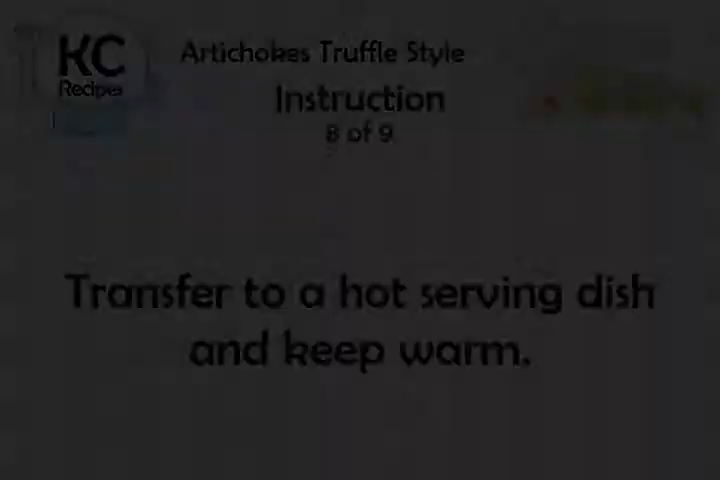 KC
Recipes
Artichokes Truffle Style
Instruction
8 of 9
Transfer to a hot serving dish
and keep warm.